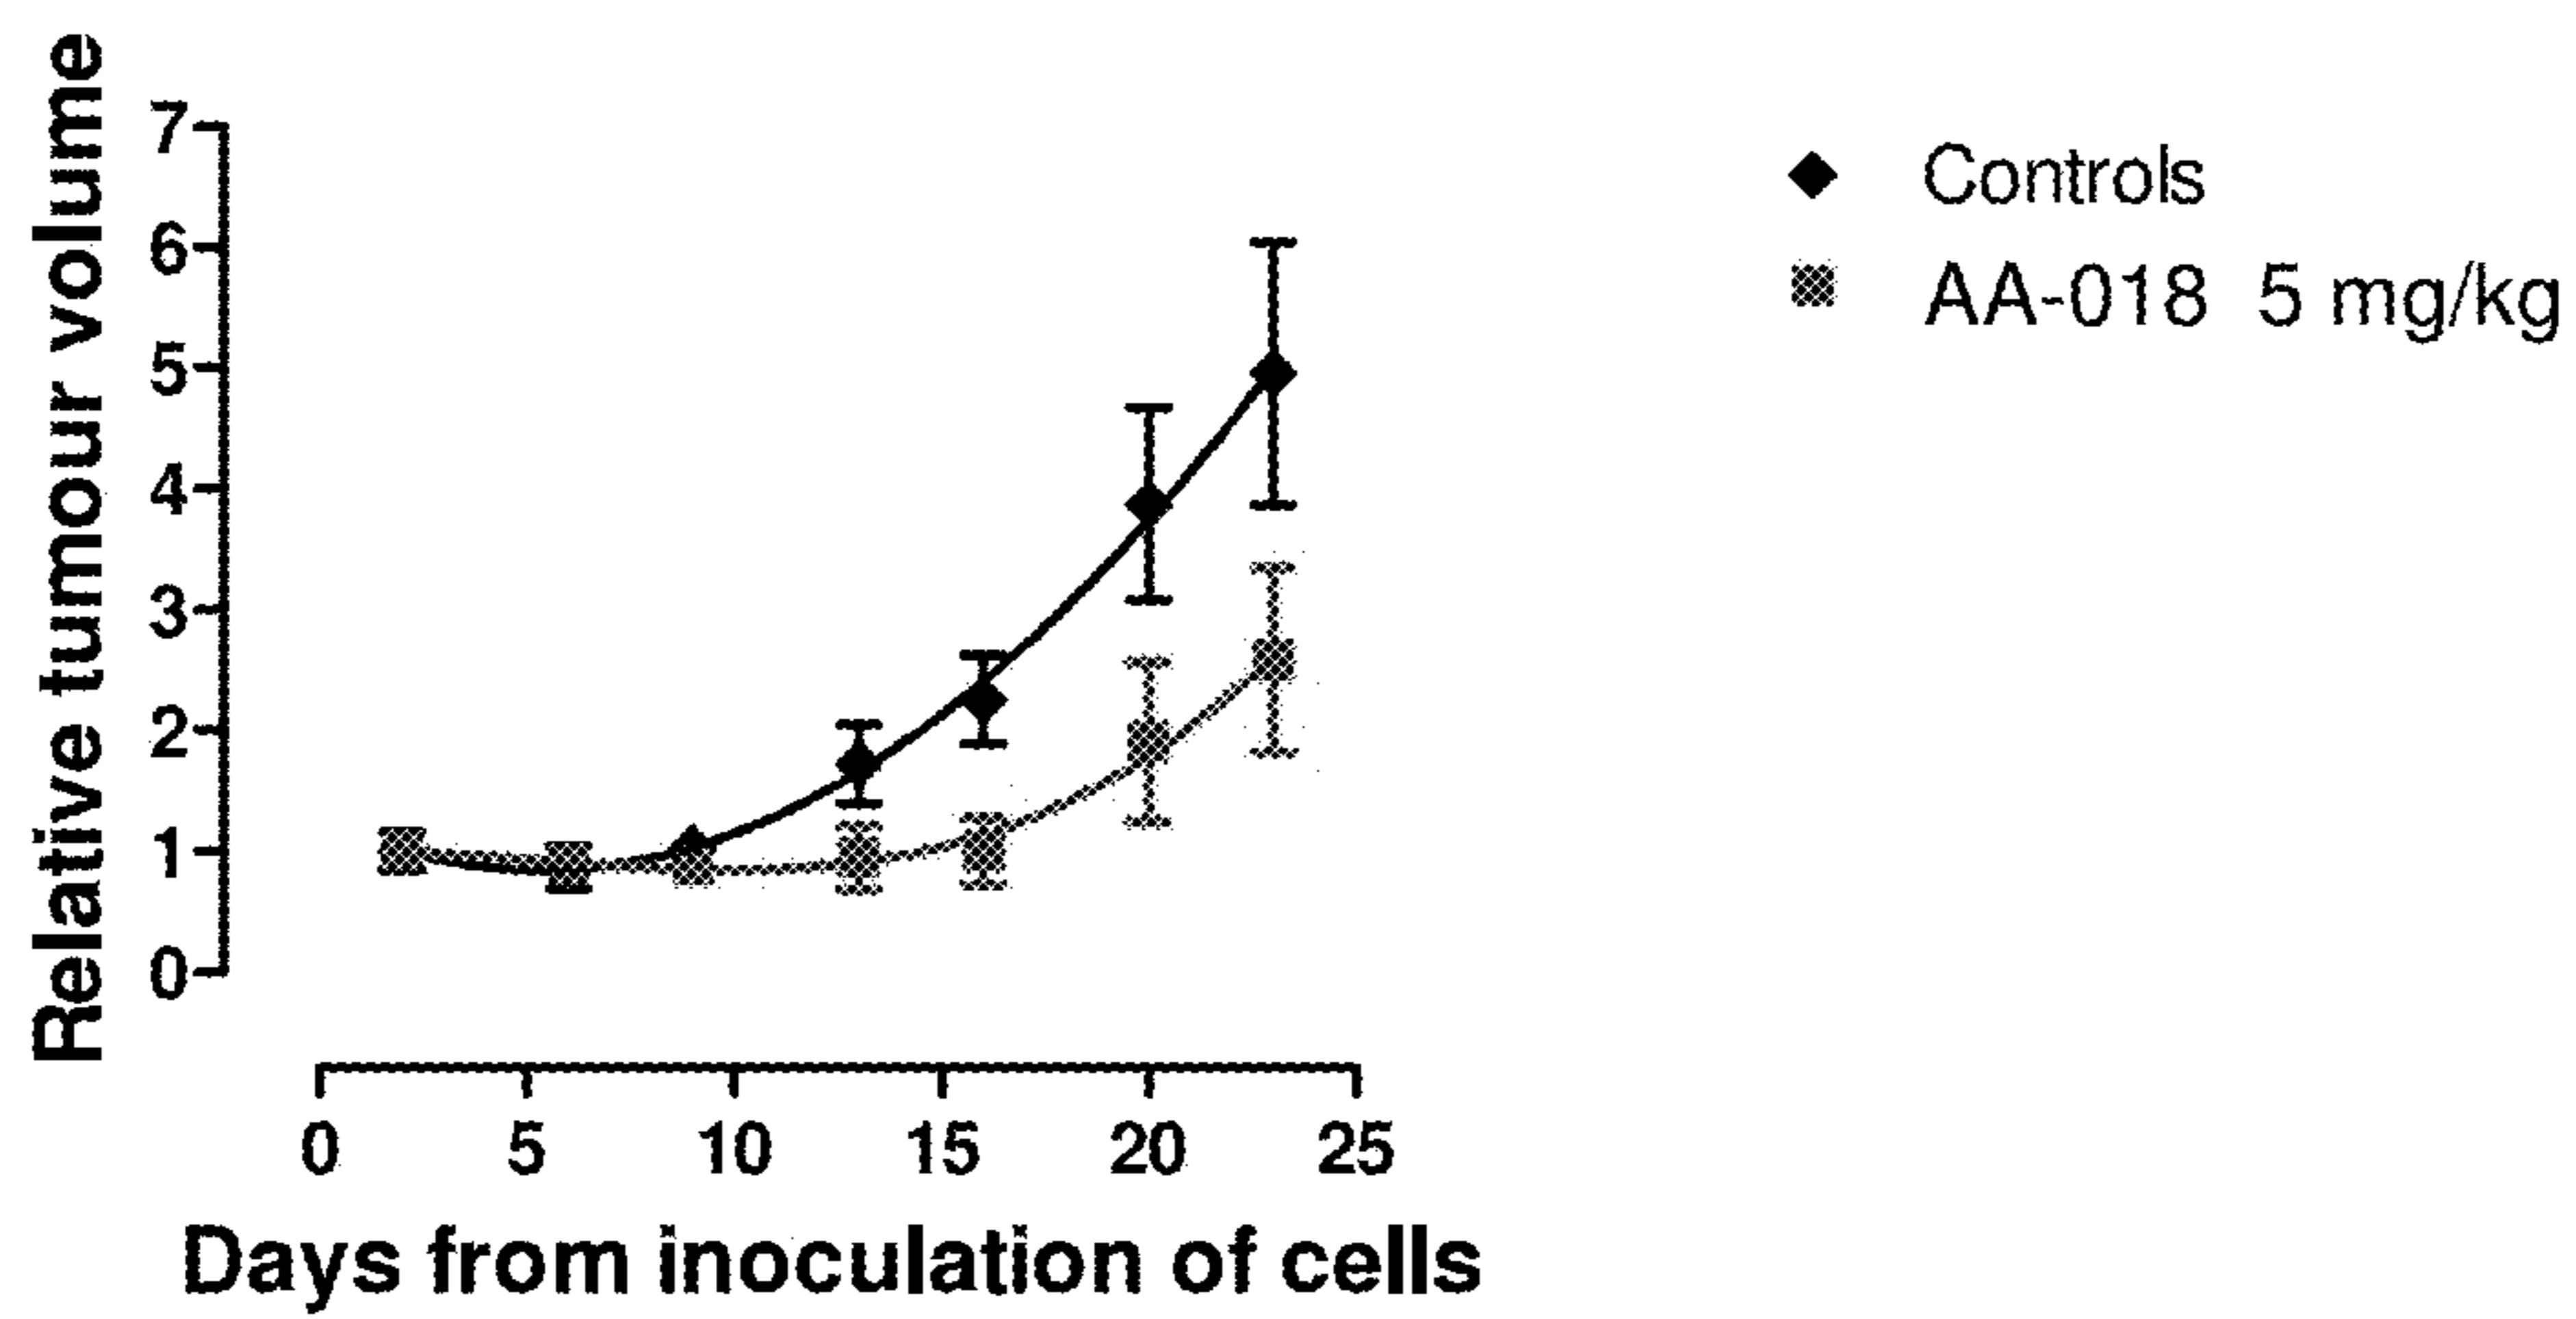 Relative tumour volume
7
6
5
4
3
2
1
0
0 5 10 15 20 25
Days from inoculation of cells
Controls
AA-018 5 mg/kg